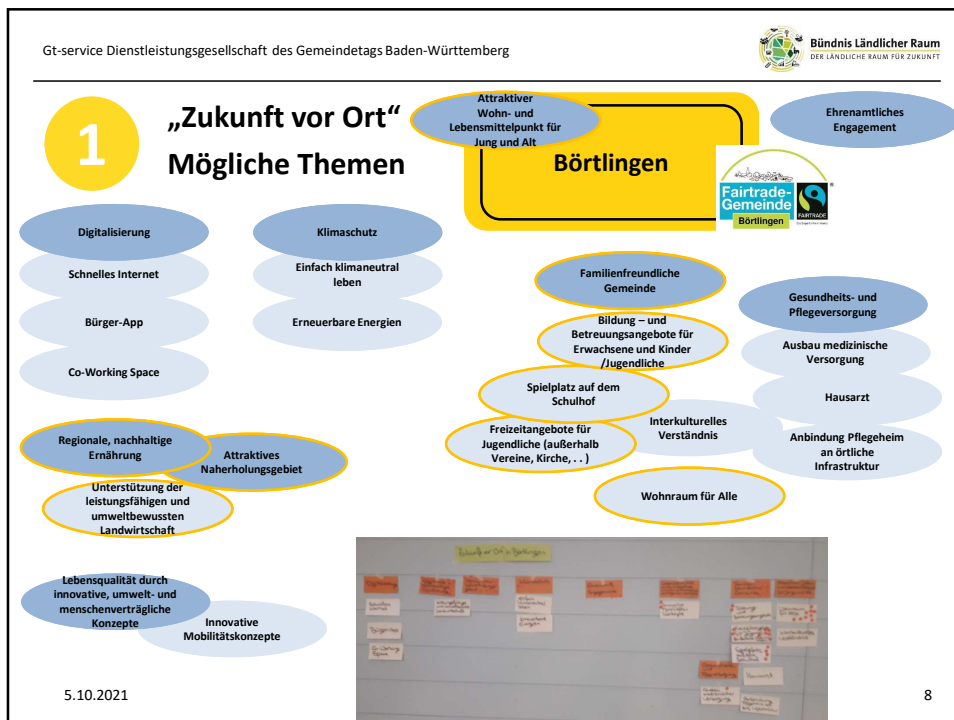 Gt-service Dienstleistungsgesellschaft des Gemeindetags Baden-Württemberg
Bündnis Ländlicher Raum
DER LÄNDLICHE RAUM FÜR ZUKUNFT
1
„Zukunft vor Ort“
Mögliche Themen
Attraktiver
Wohn- und
Lebensmittelpunkt für
Jung und Alt
Börtlingen
Ehrenamtliches
Engagement
Fairtrade-
Gemeinde
Börtlingen
FAIRTRADE
®
Digitalisierung
Schnelles Internet
Bürger-App
Co-Working Space
Klimaschutz
Einfach klimaneutral
leben
Erneuerbare Energien
Familienfreundliche
Gemeinde
Bildung – und
Betreuungsangebote für
Erwachsene und Kinder
/Jugendliche
Spielplatz auf dem
Schulhof
Freizeitangebote für
Jugendliche (außerhalb
Vereine, Kirche, . . )
Interkulturelles
Verständnis
Wohnraum für Alle
Gesundheits- und
Pflegeversorgung
Ausbau medizinische
Versorgung
Hausarzt
Anbindung Pflegeheim
an örtliche
Infrastruktur
Regionale, nachhaltige
Ernährung
Attraktives
Naherholungsgebiet
Unterstützung der
leistungsfähigen und
umweltbewussten
Landwirtschaft
Lebensqualität durch
innovative, umwelt- und
menschenverträgliche
Konzepte
Innovative
Mobilitätskonzepte
Zukunft vor Ort in Börtlingen
5.10.2021
8